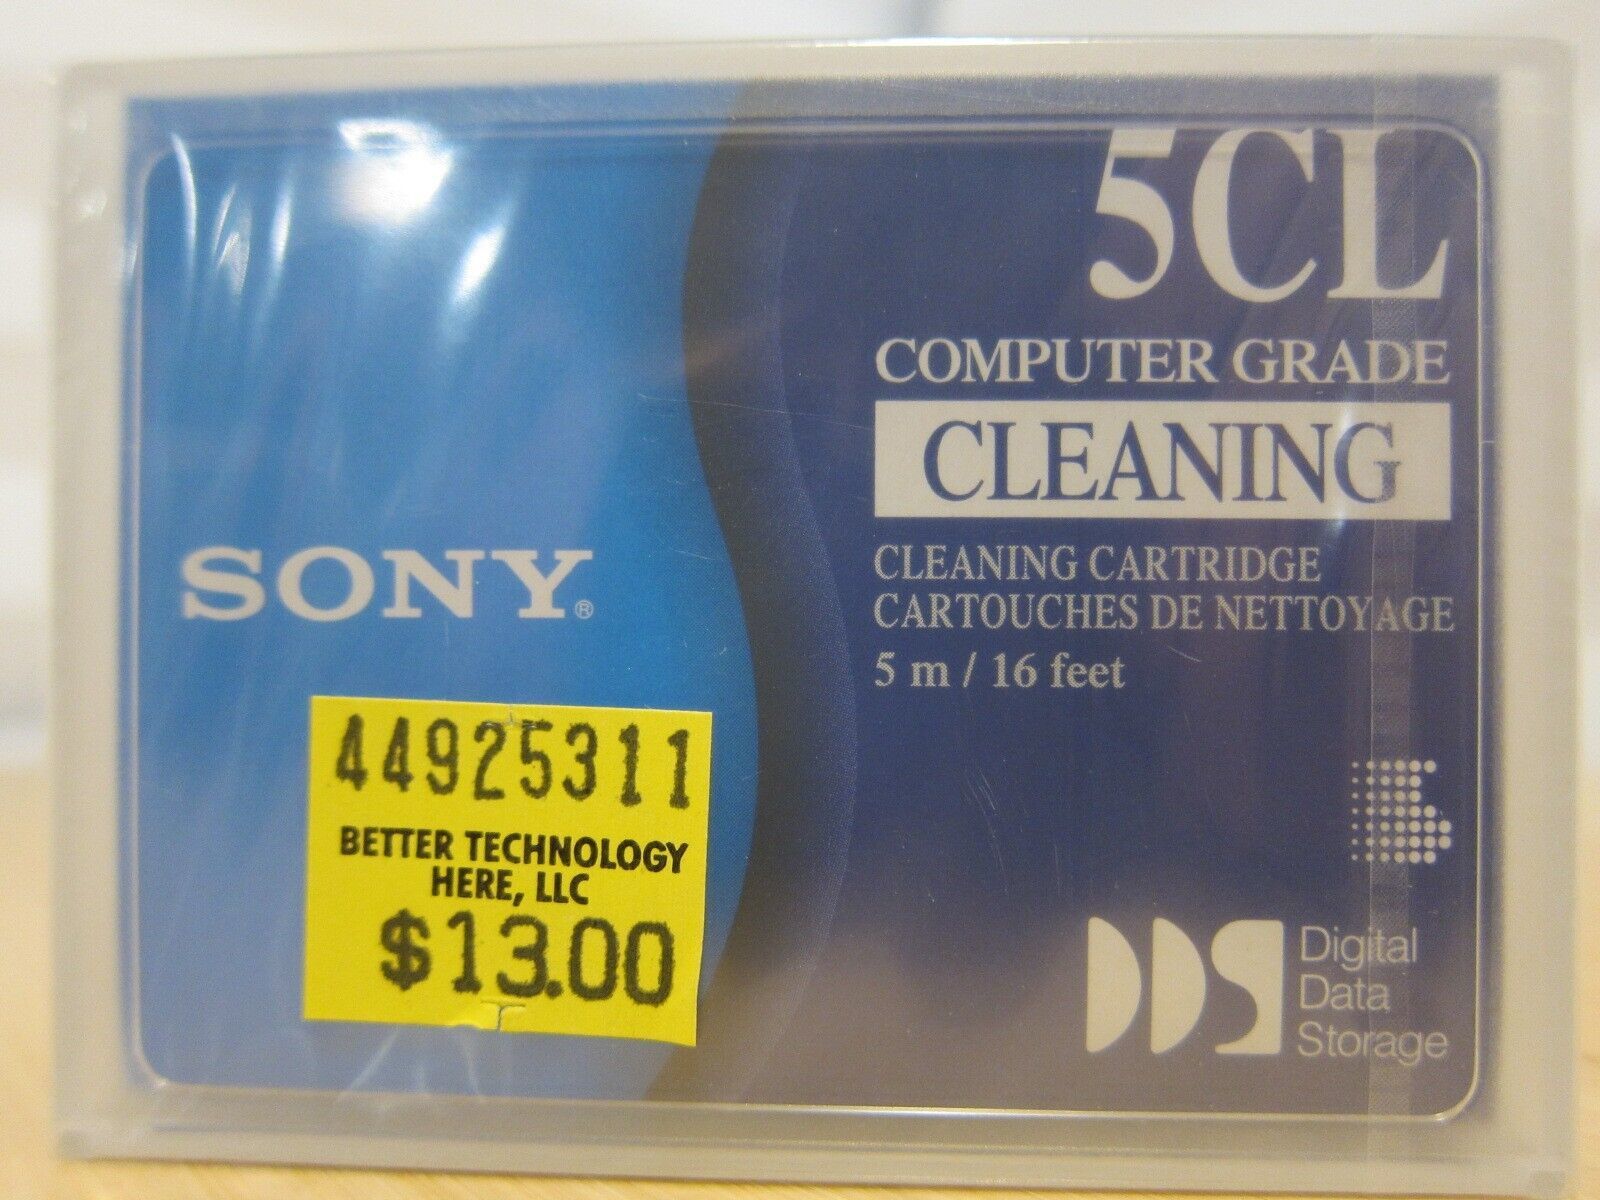 5CL
COMPUTER GRADE
CLEANING
CLEANING CARTRIDGE
CARTOUCHES DE NETTOYAGE
5 m / 16 feet
SONY®
44925311
BETTER TECHNOLOGY
HERE, LLC
$13.00
DDS
Digital
Data
Storage